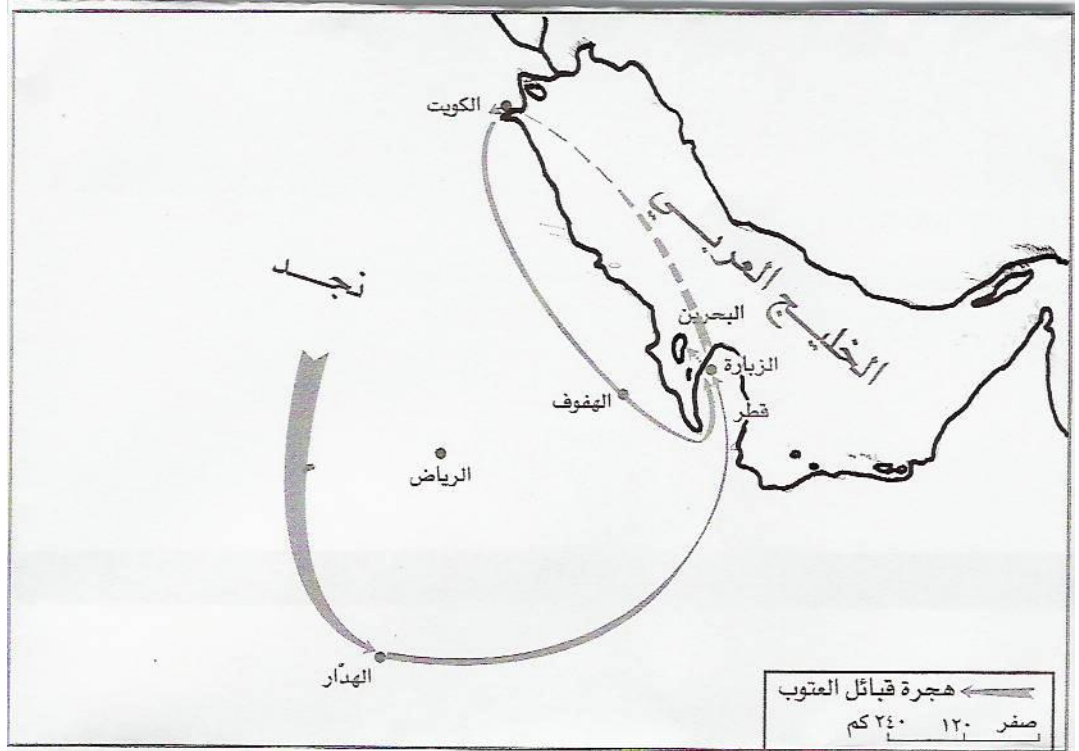 الكويت
الخليج العربي
نجد
البحرين
الزبارة
الهفوف
قطر
الرياض
الهدّار
هجرة قبائل العتوب
صفر ١٢٠ ٢٤٠ كم